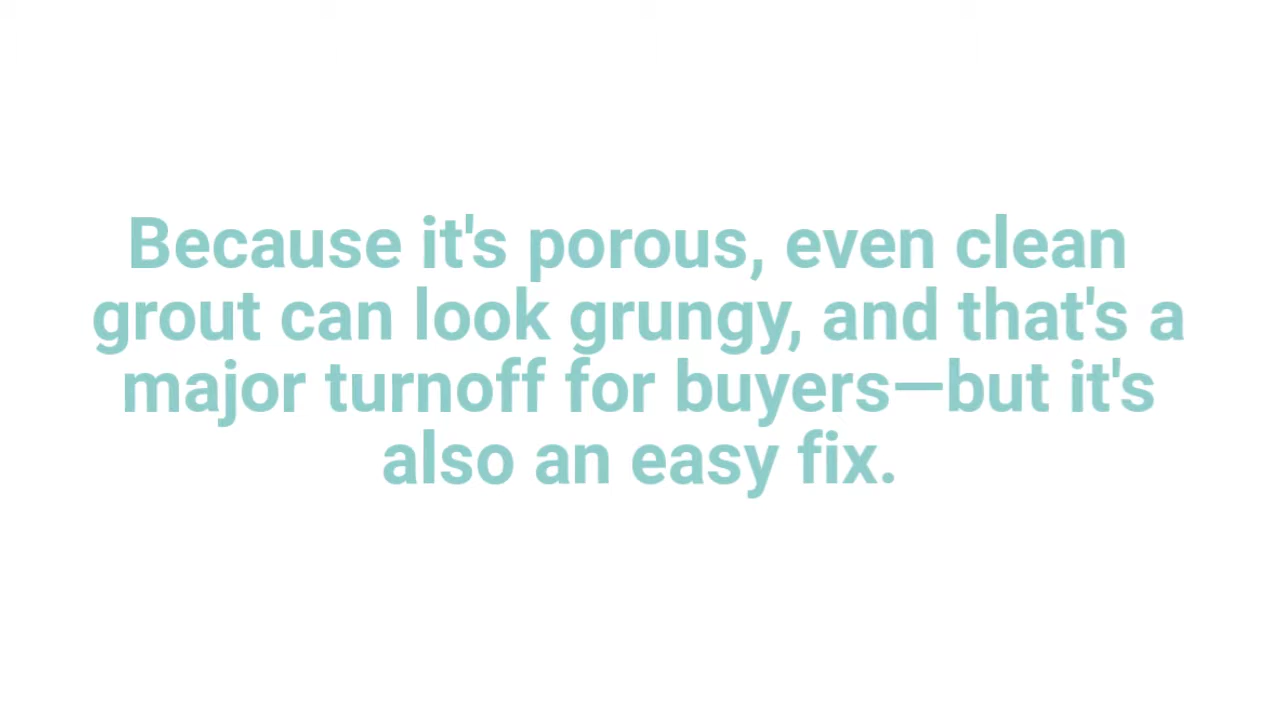 Because it's porous, even clean
grout can look grungy, and that's a
major turnoff for buyers—but it's
also an easy fix.